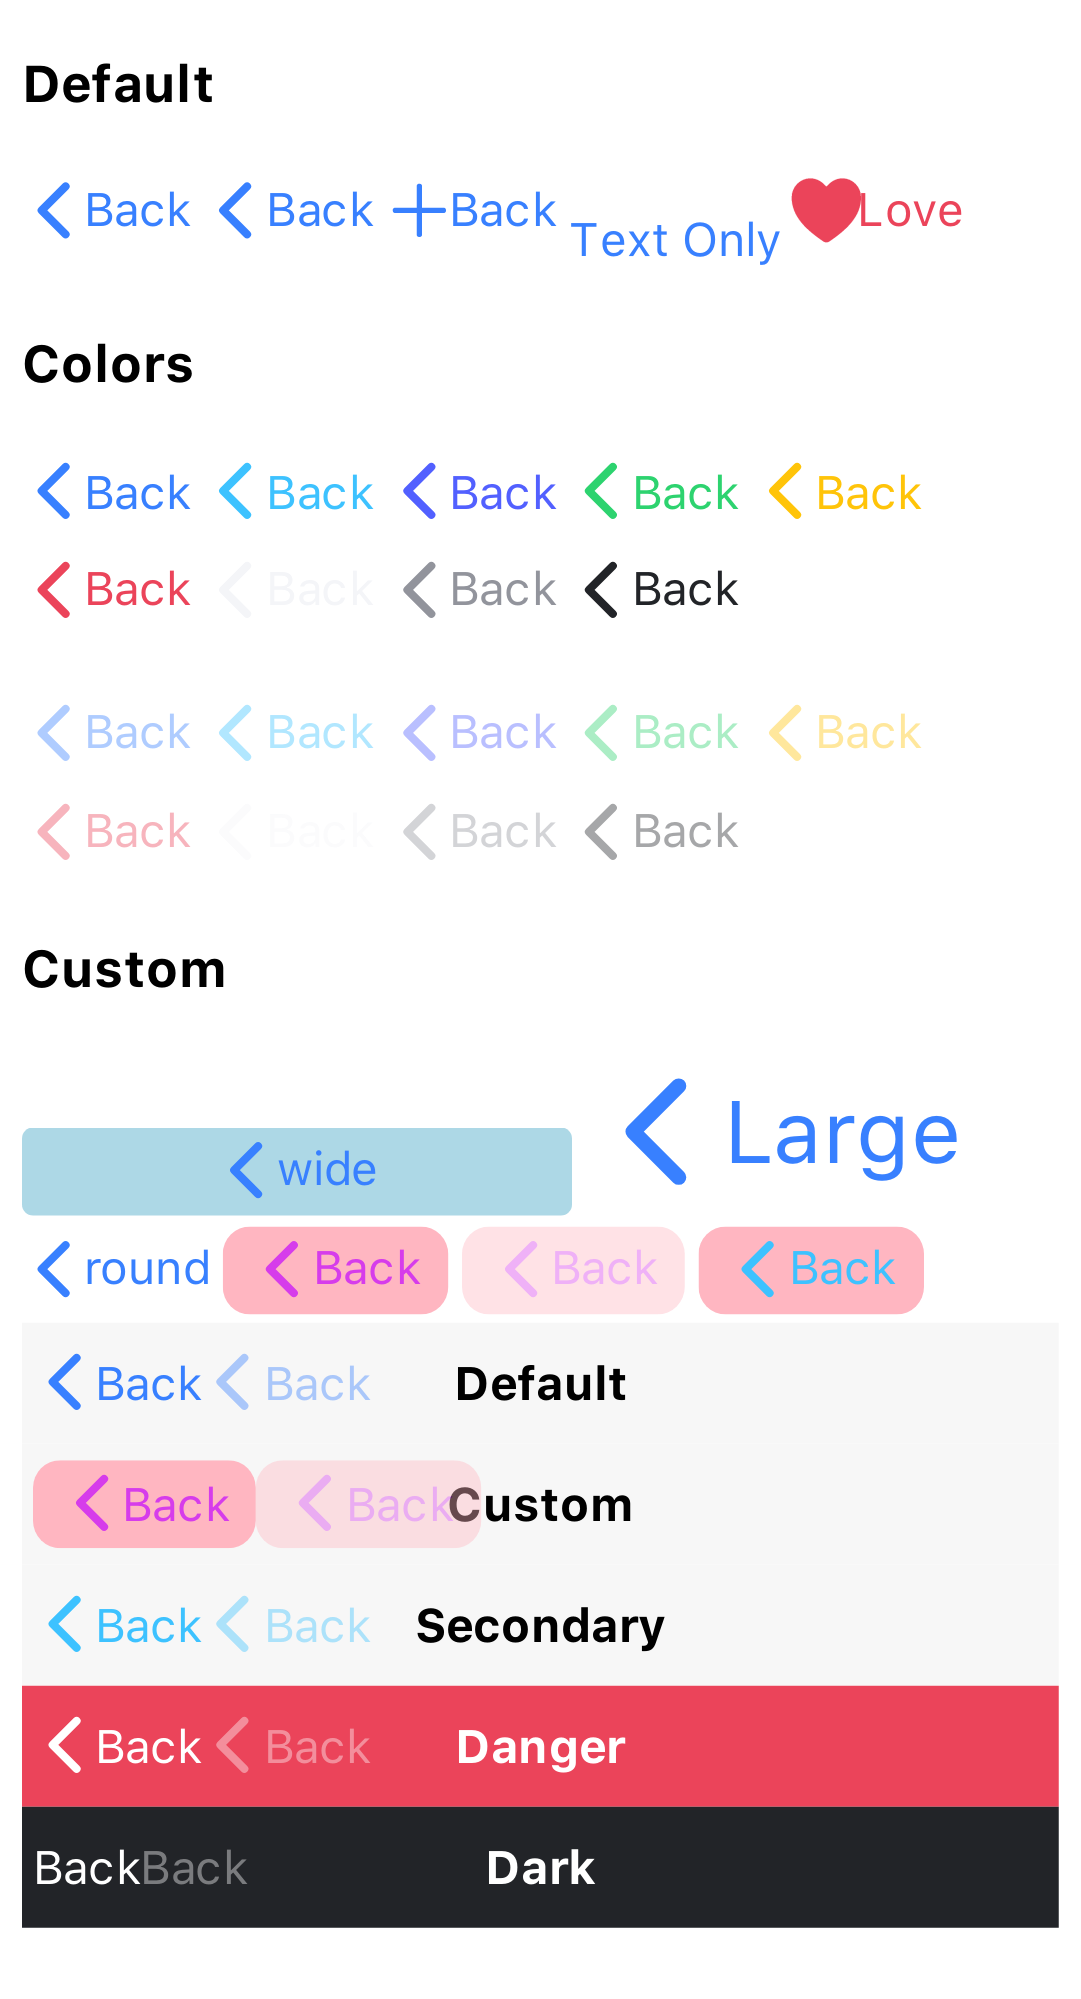 Default
Back Back Back Text Only Love
Colors
Back Back Back Back Back
Back Back Back Back
Back Back Back Back Back
Back Back Back Back
Custom
wide Large
round Back Back Back
Back Back Default
Back Back Custom
Back Back Secondary
Back Back Danger
BackBack Dark